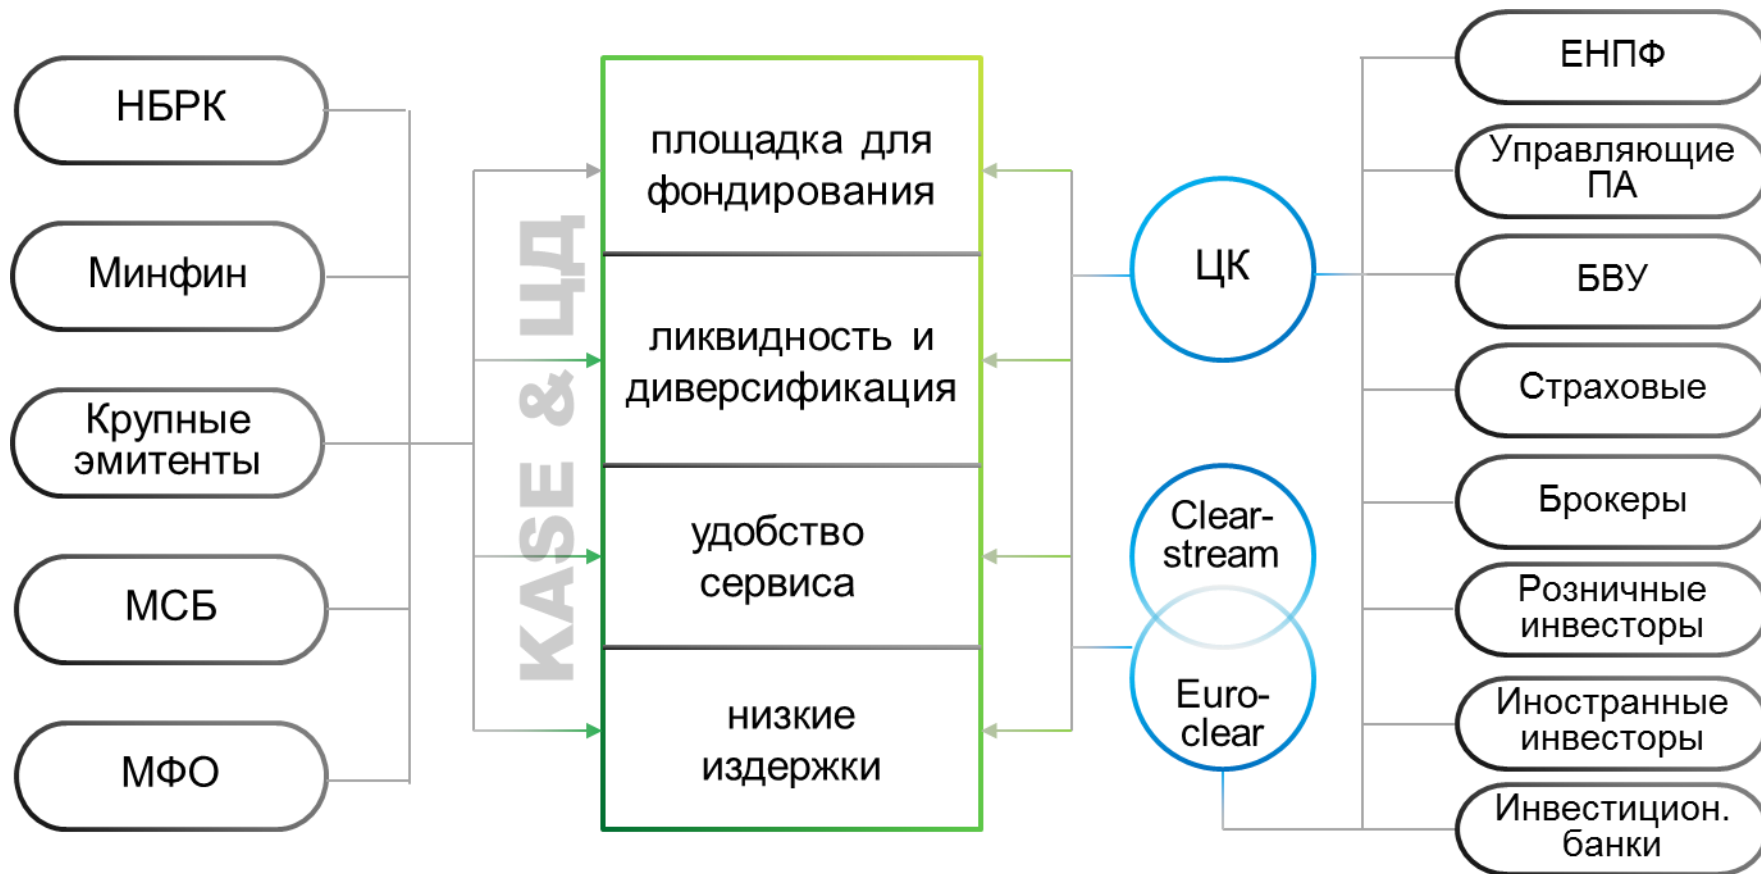 НБРК
Минфин
Крупные
эмитенты
МСБ
МФО
KASE & ЦД
площадка для
фондирования
ликвидность и
диверсификация
удобство
сервиса
низкие
издержки
ЦК
Clear-
stream
Euro-
clear
ЕНПФ
Управляющие
ПА
БВУ
Страховые
Брокеры
Розничные
инвесторы
Иностранные
инвесторы
Инвестицион.
банки